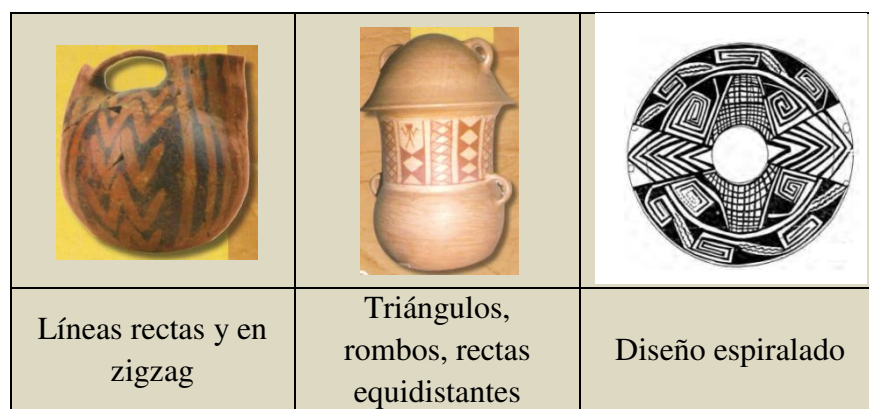 Líneas rectas y en
zigzag
Triángulos,
rombos, rectas
equidistantes
Diseño espiralado